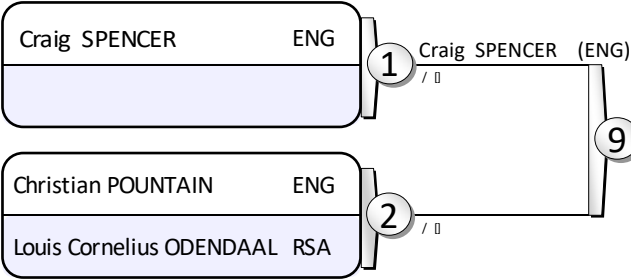 Craig SPENCER ENG
1 Craig SPENCER (ENG)
/ ▯
9
Christian POUNTAIN ENG
2
/ ▯
Louis Cornelius ODENDAAL RSA